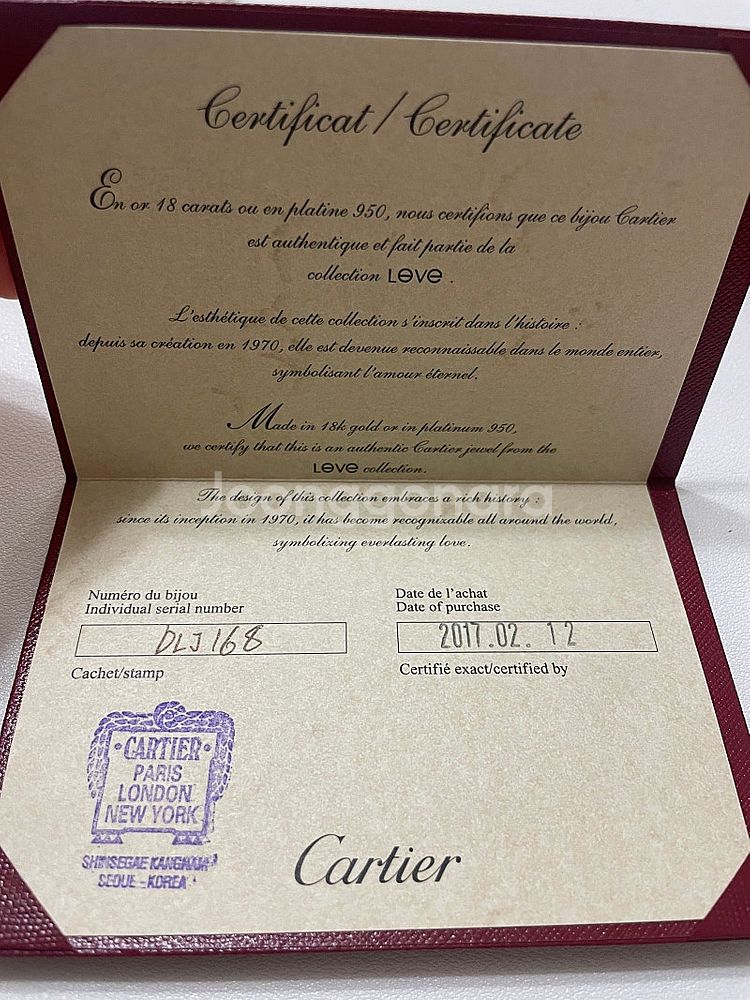 Certificat / Certificate
En or 18 carats ou en platine 950, nous certifions que ce bijou Cartier
est authentique et fait partie de la
collection LOVE .
L'esthétique de cette collection s'inscrit dans l'histoire :
depuis sa création en 1970, elle est devenue reconnaissable dans le monde entier,
symbolisant l'amour éternel.
Made in 18k gold or in platinum 950,
we certify that this is an authentic Cartier jewel from the
LOVE collection.
The design of this collection embraces a rich history :
since its inception in 1970, it has become recognizable all around the world,
symbolizing everlasting love.
Numéro du bijou
Individual serial number
DLJ168
Date de l'achat
Date of purchase
2017.02.12
Cachet/stamp
Certifié exact/certified by
CARTIER
PARIS
LONDON
NEW YORK
SHINSEGAE KANGNAM
SEOUL-KOREA
Cartier